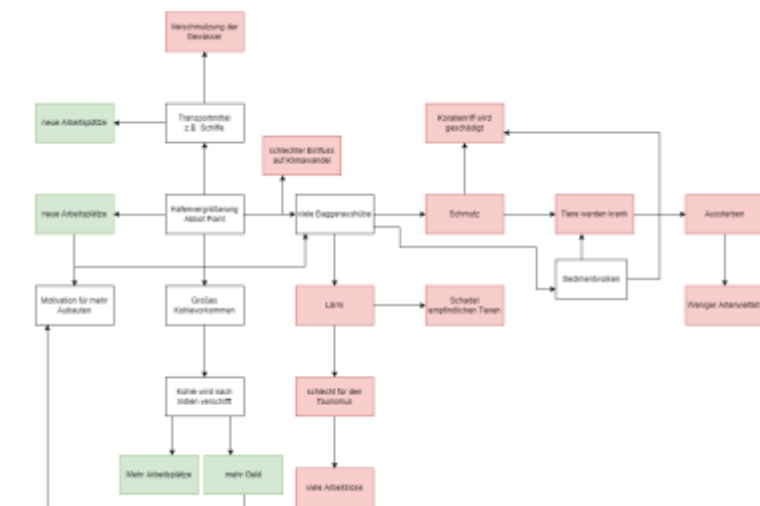 Verschmutzung der
Gewässer
neue Arbeitsplätze
Transportmittel
z.B. Schiffe
Korallenriff wird
geschädigt
schlechter Einfluss
auf Klimawandel
neue Arbeitsplätze
Hafenvergrößerung
Abbot Point
viele Baggeraushübe
Schmutz
Tiere werden krank
Aussterben
Sedimentwolken
Motivation für mehr
Ausbauten
Großes
Kohlevorkommen
Lärm
Schadet
empfindlichen Tieren
Weniger Artenvielfalt
Kohle wird nach
Indien verschifft
schlecht für den
Tourismus
Mehr Arbeitsplätze
mehr Geld
viele Arbeitslose